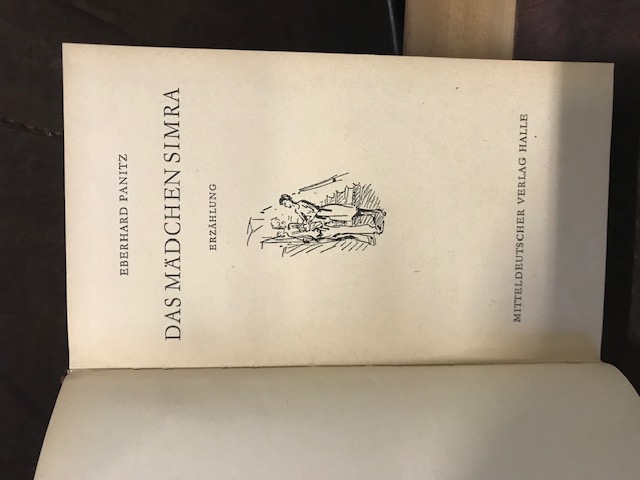 EBERHARD PANITZ
DAS MÄDCHEN SIMRA
ERZÄHLUNG
MITTELDEUTSCHER VERLAG HALLE